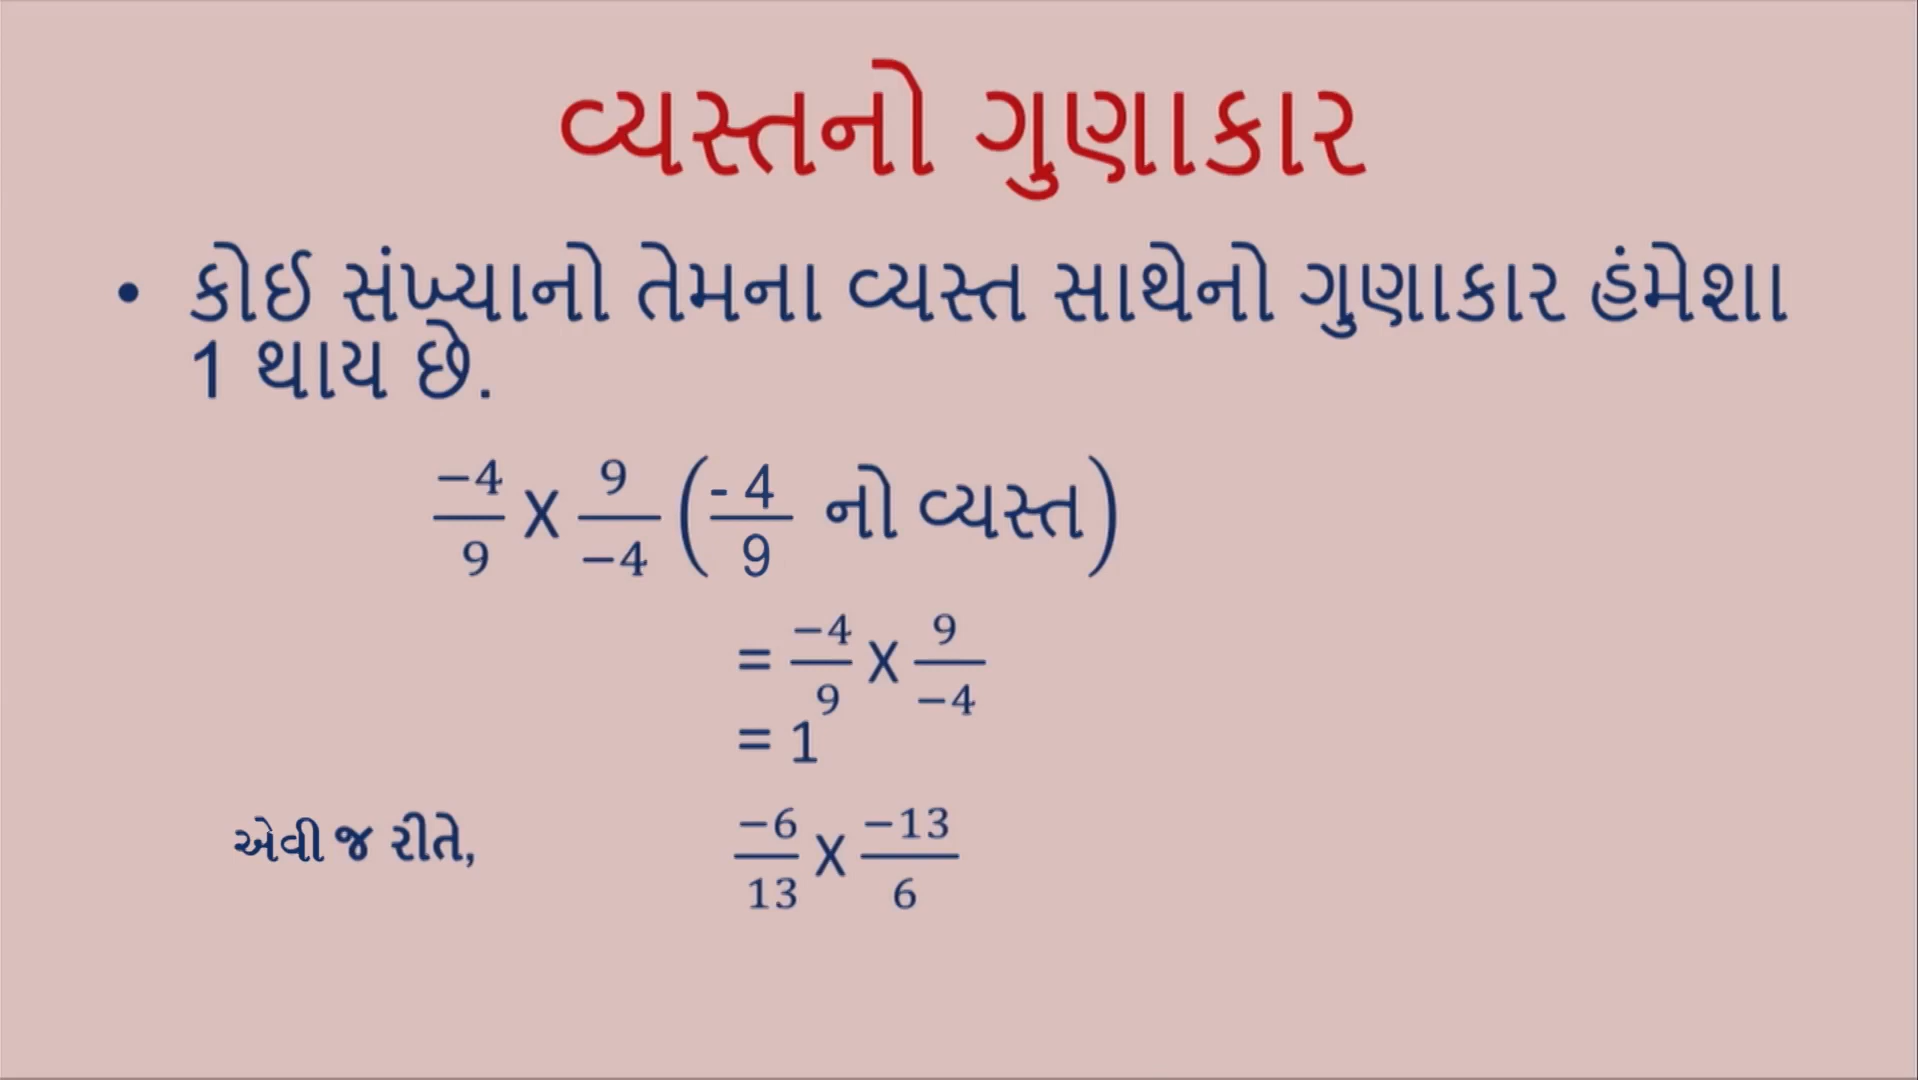 વ્યસ્તનો ગુણાકાર
• કોઈ સંખ્યાનો તેમના વ્યસ્ત સાથેનો ગુણાકાર હંમેશા
1 થાય છે.
−4/9 X 9/−4 (- 4/9 નો વ્યસ્ત)
= −4/9 X 9/−4
= 1
એવી જ રીતે, −6/13 X −13/6